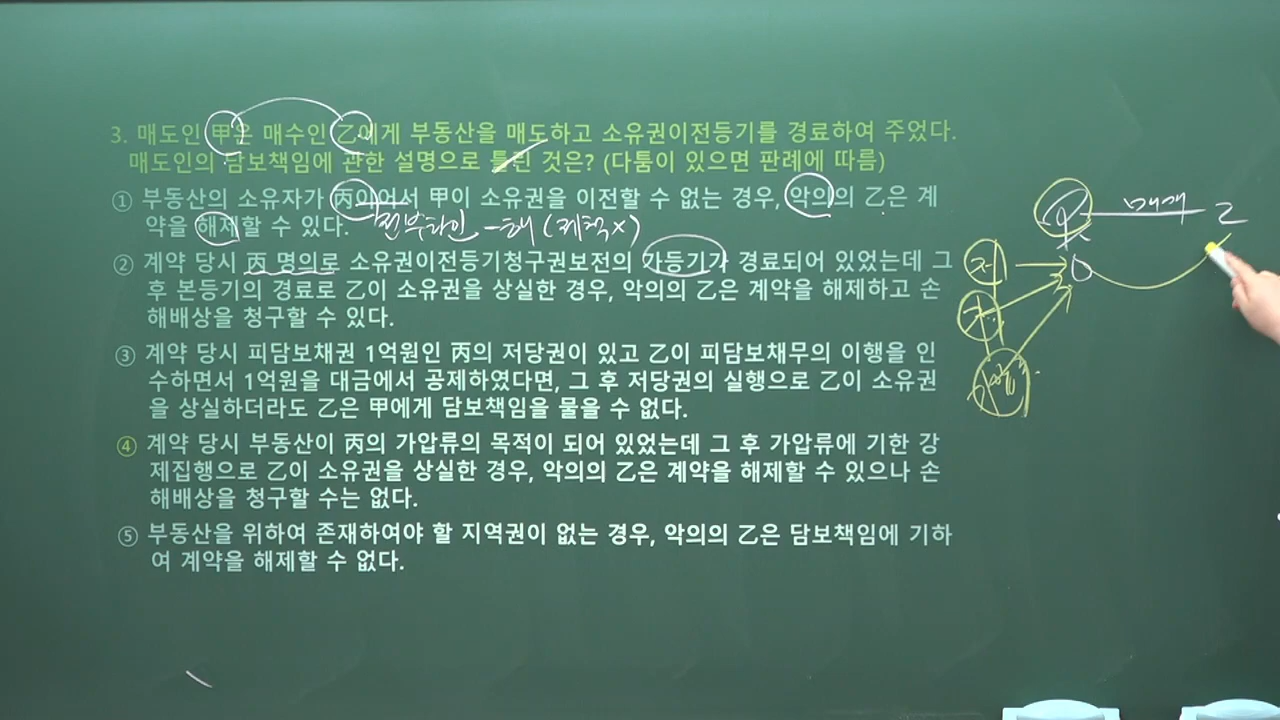 3. 매도인 甲은 매수인 乙에게 부동산을 매도하고 소유권이전등기를 경료하여 주었다.
매도인의 담보책임에 관한 설명으로 틀린 것은? (다툼이 있으면 판례에 따름)
① 부동산의 소유자가 丙이어서 甲이 소유권을 이전할 수 없는 경우, 악의의 乙은 계
약을 해제할 수 있다.
전부타인 - 해 (제척X)
② 계약 당시 丙 명의로 소유권이전등기청구권보전의 가등기가 경료되어 있었는데 그
후 본등기의 경료로 乙이 소유권을 상실한 경우, 악의의 乙은 계약을 해제하고 손
해배상을 청구할 수 있다.
③ 계약 당시 피담보채권 1억원인 丙의 저당권이 있고 乙이 피담보채무의 이행을 인
수하면서 1억원을 대금에서 공제하였다면, 그 후 저당권의 실행으로 乙이 소유권
을 상실하더라도 乙은 甲에게 담보책임을 물을 수 없다.
④ 계약 당시 부동산이 丙의 가압류의 목적이 되어 있었는데 그 후 가압류에 기한 강
제집행으로 乙이 소유권을 상실한 경우, 악의의 乙은 계약을 해제할 수 있으나 손
해배상을 청구할 수는 없다.
⑤ 부동산을 위하여 존재하여야 할 지역권이 없는 경우, 악의의 乙은 담보책임에 기하
여 계약을 해제할 수 없다.
매매
乙
저